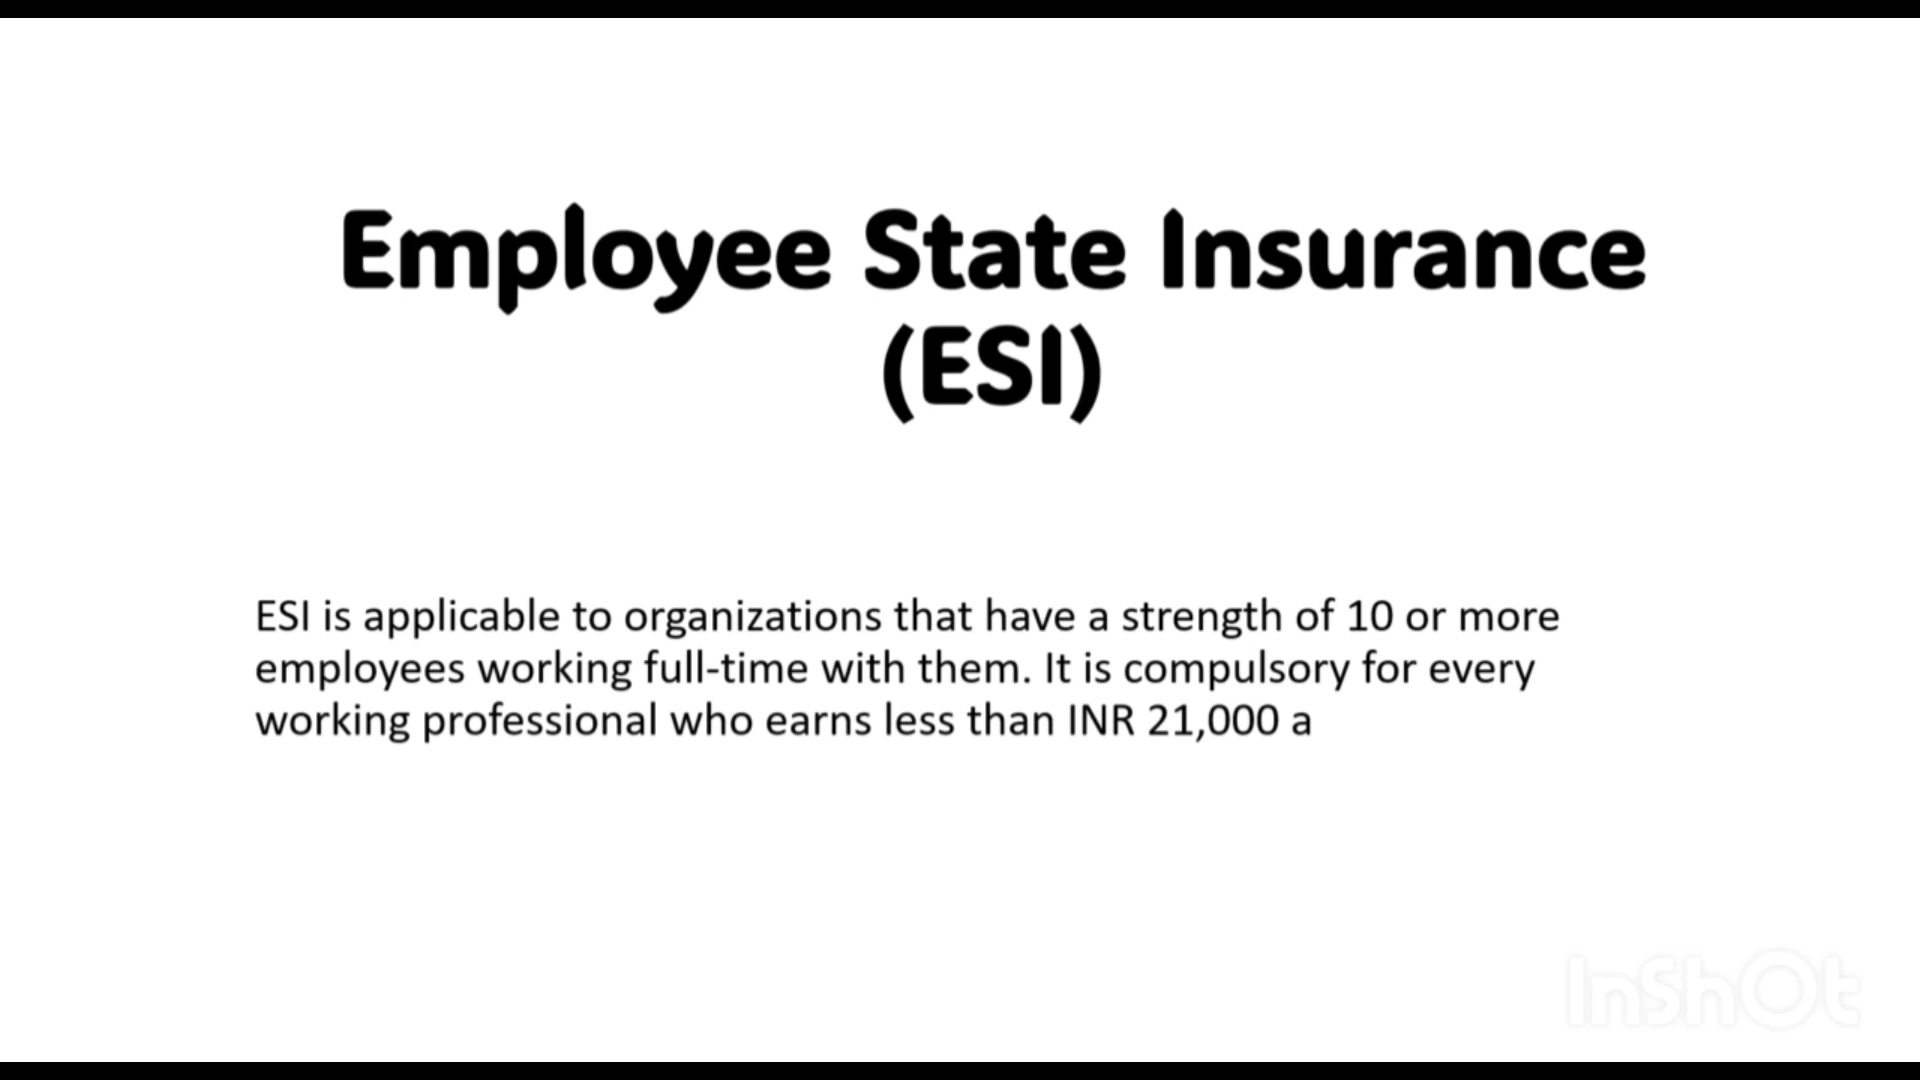 Employee State Insurance
(ESI)
ESI is applicable to organizations that have a strength of 10 or more
employees working full-time with them. It is compulsory for every
working professional who earns less than INR 21,000 a
InShOt